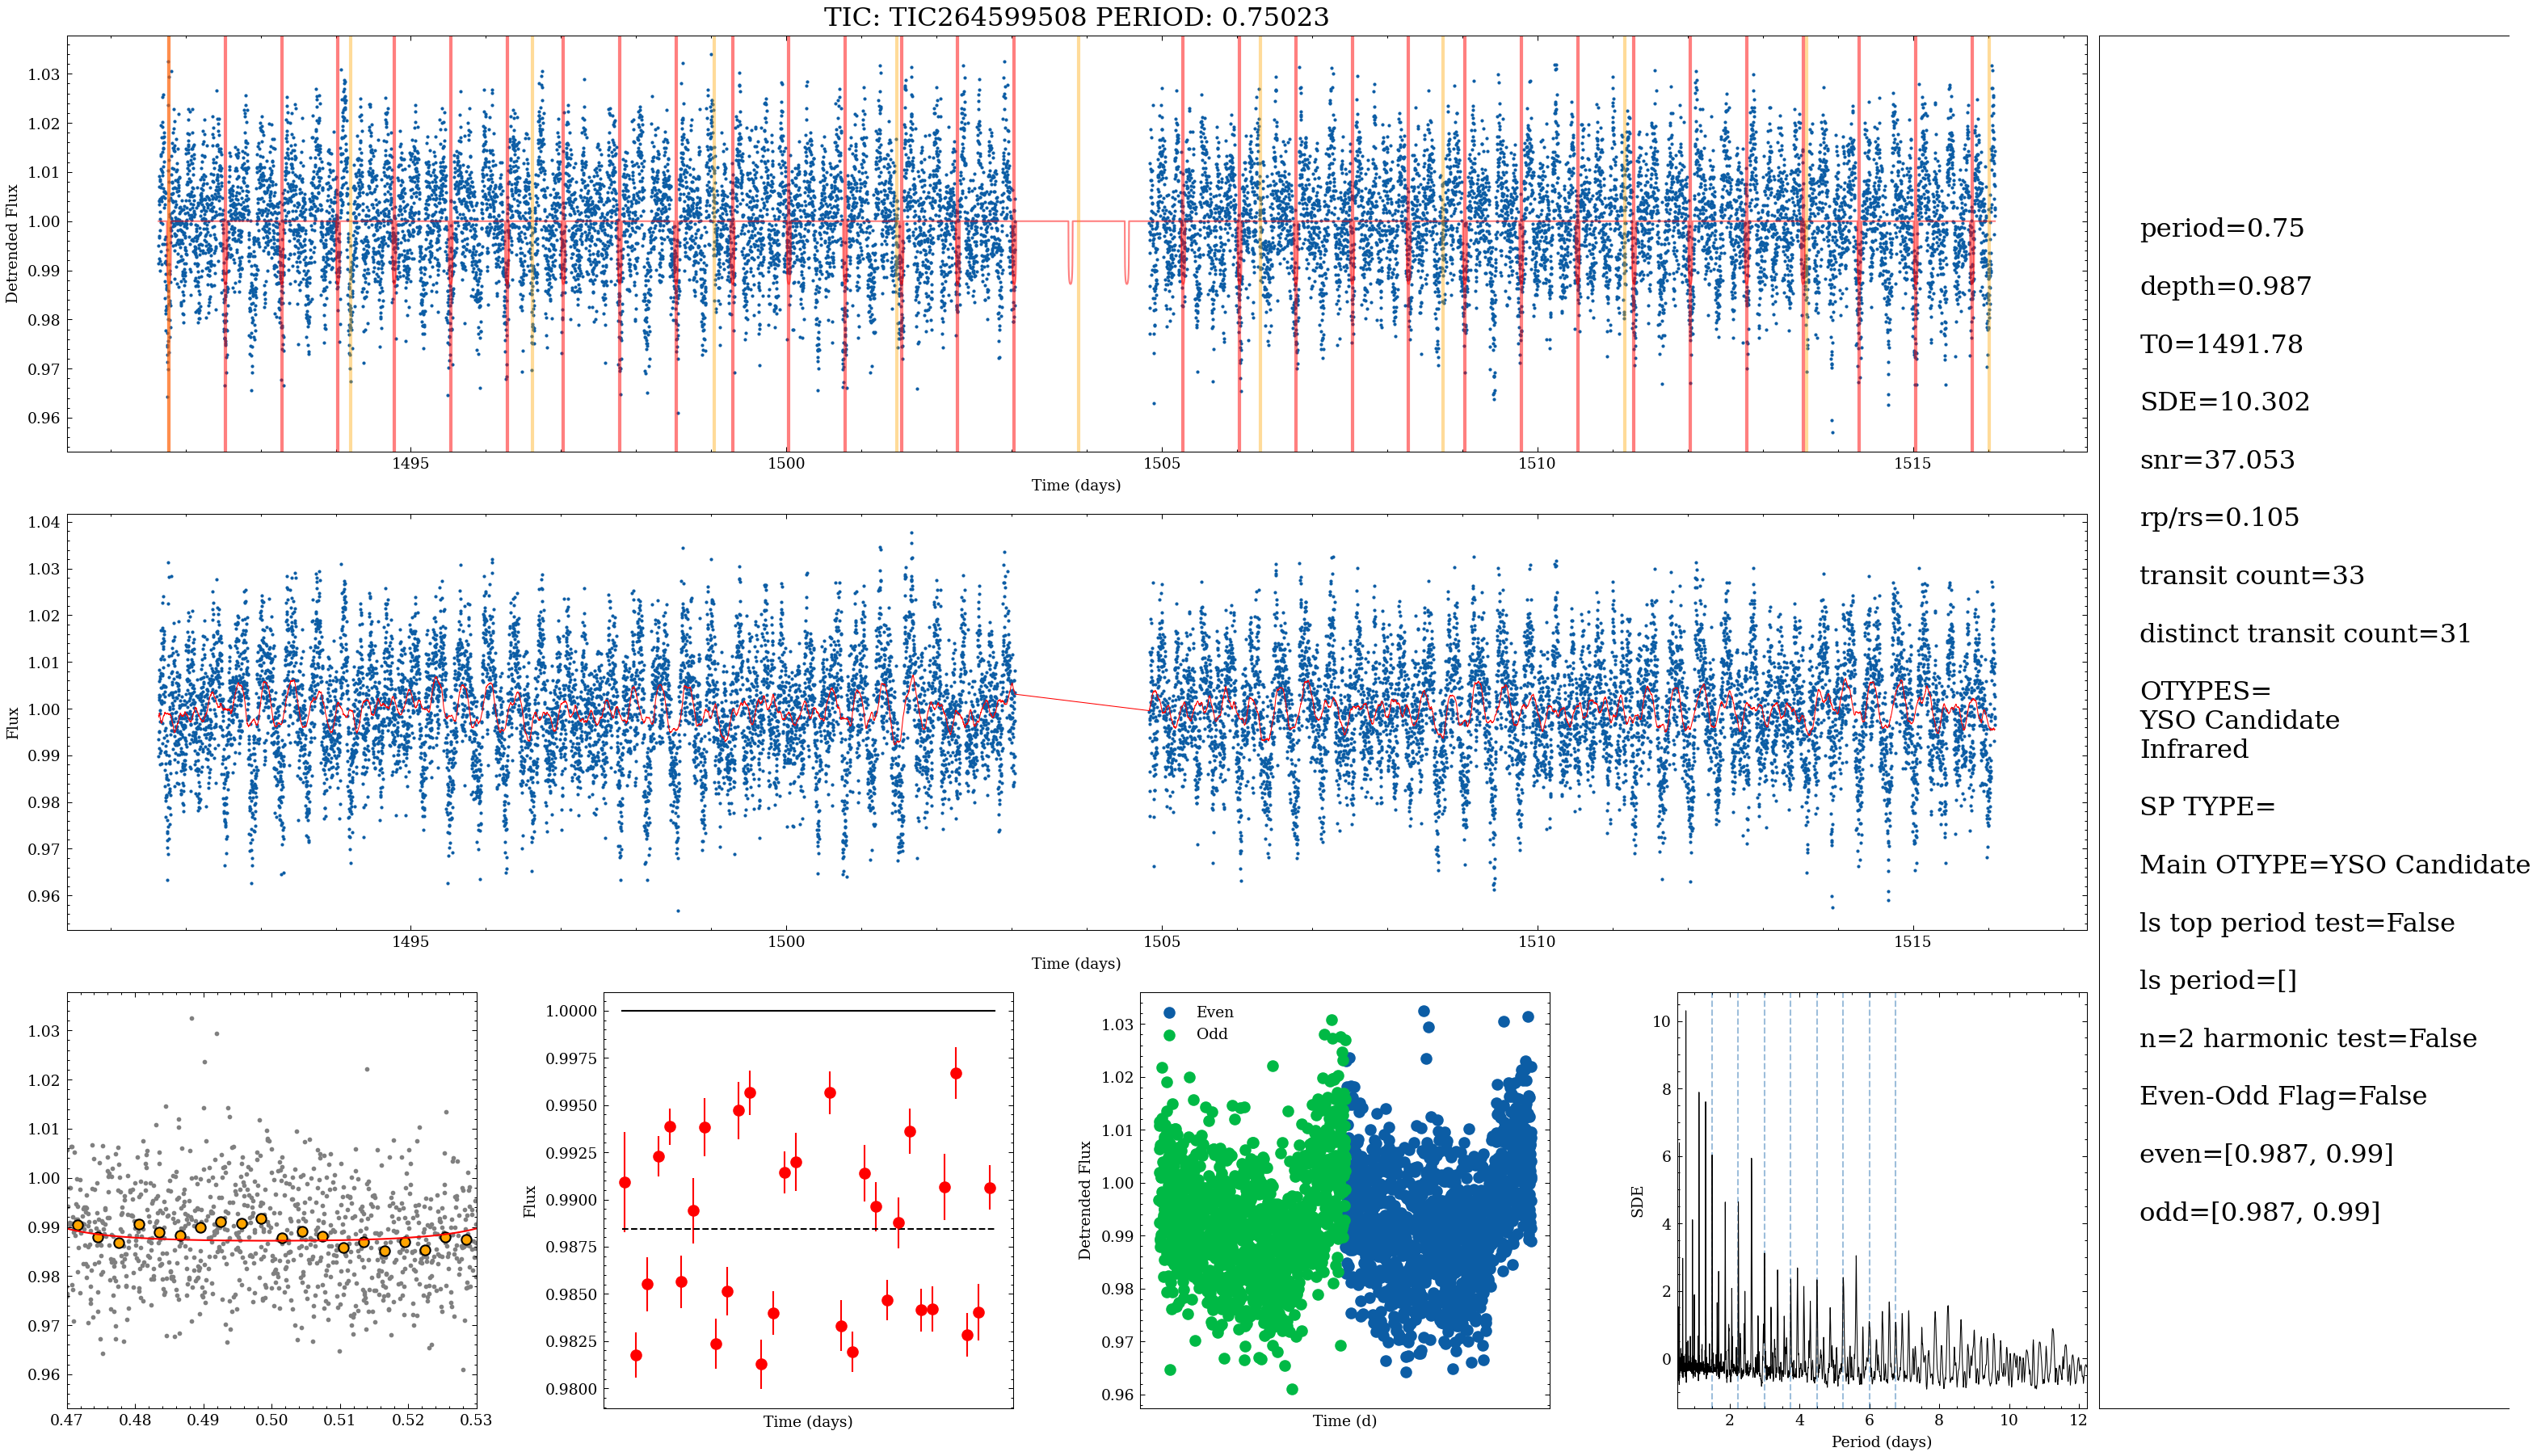 TIC: TIC264599508 PERIOD: 0.75023
Detrended Flux
1.03
1.02
1.01
1.00
0.99
0.98
0.97
0.96
1495
1500
1505
1510
1515
Time (days)
Flux
1.04
1.03
1.02
1.01
1.00
0.99
0.98
0.97
0.96
1495
1500
1505
1510
1515
Time (days)
1.03
1.02
1.01
1.00
0.99
0.98
0.97
0.96
0.47
0.48
0.49
0.50
0.51
0.52
0.53
Flux
1.0000
0.9975
0.9950
0.9925
0.9900
0.9875
0.9850
0.9825
0.9800
Time (days)
Detrended Flux
1.03
1.02
1.01
1.00
0.99
0.98
0.97
0.96
Even
Odd
Time (d)
SDE
10
8
6
4
2
0
2
4
6
8
10
12
Period (days)
period=0.75
depth=0.987
T0=1491.78
SDE=10.302
snr=37.053
rp/rs=0.105
transit count=33
distinct transit count=31
OTYPES=
YSO Candidate
Infrared
SP TYPE=
Main OTYPE=YSO Candidate
ls top period test=False
ls period=[]
n=2 harmonic test=False
Even-Odd Flag=False
even=[0.987, 0.99]
odd=[0.987, 0.99]